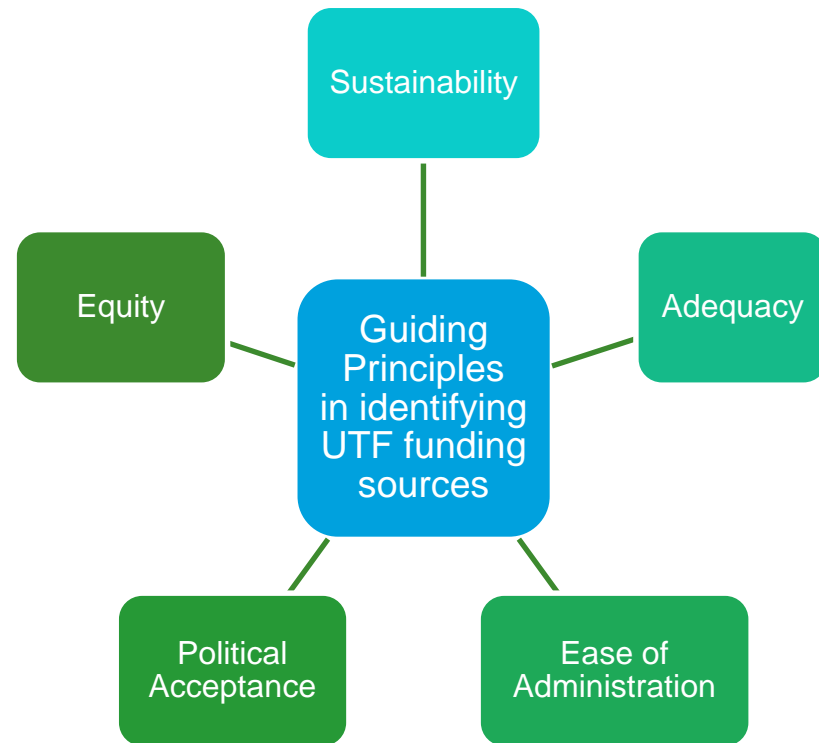 Sustainability
Equity
Adequacy
Guiding
Principles
in identifying
UTF funding
sources
Political
Acceptance
Ease of
Administration